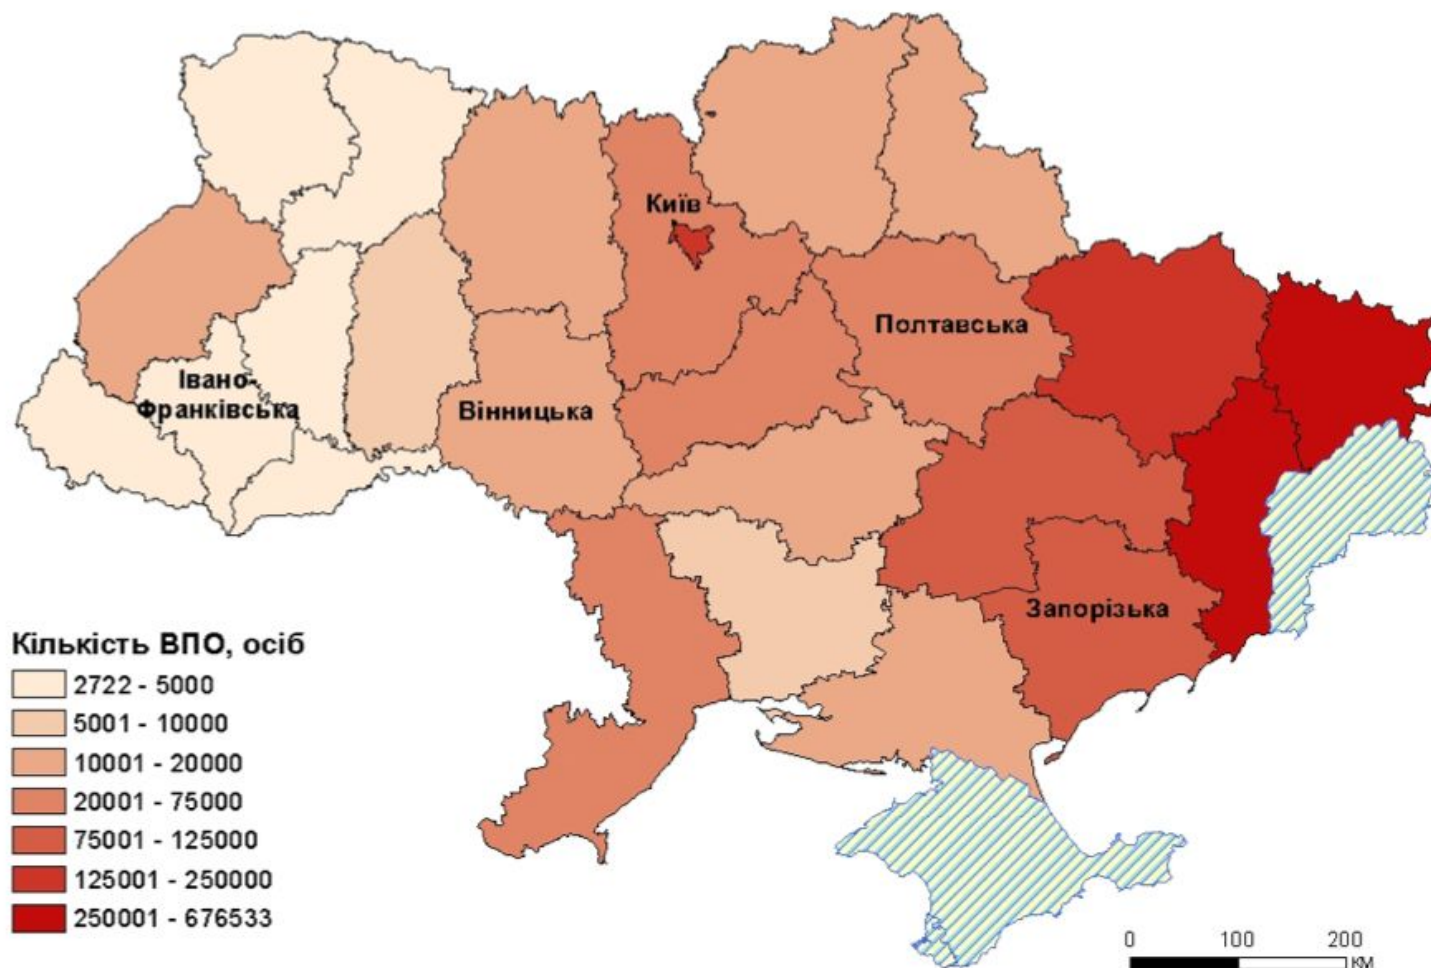 Київ
Полтавська
Івано-
Франківська
Вінницька
Запорізька
Кількість ВПО, осіб
2722 - 5000
5001 - 10000
10001 - 20000
20001 - 75000
75001 - 125000
125001 - 250000
250001 - 676533
0 100 200
КМ